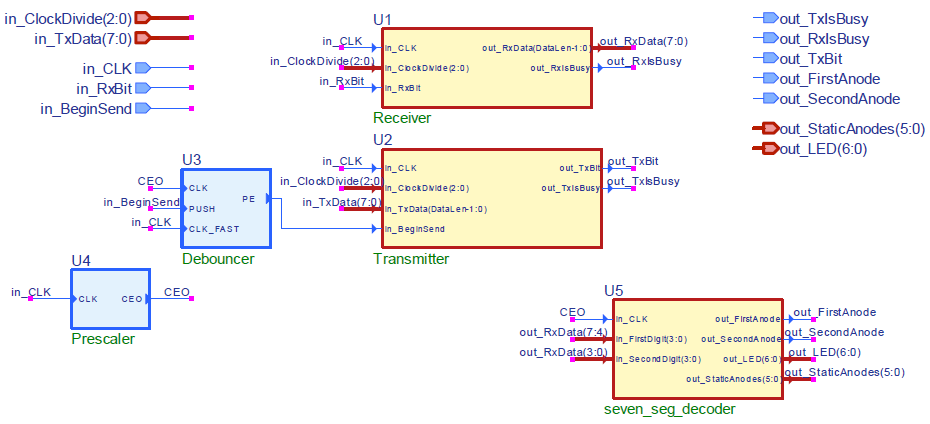 in_ClockDivide(2:0)
in_TxData(7:0)
in_CLK
in_RxBit
in_BeginSend
U1
in_CLK
in_ClockDivide(2:0)
in_RxBit
in_CLK
in_ClockDivide(2:0)
in_RxBit
out_RxData(DataLen-1:0)
out_RxIsBusy
out_RxData(7:0)
out_RxIsBusy
Receiver
out_TxIsBusy
out_RxIsBusy
out_TxBit
out_FirstAnode
out_SecondAnode
out_StaticAnodes(5:0)
out_LED(6:0)
U2
in_CLK
in_ClockDivide(2:0)
in_TxData(7:0)
in_CLK
in_ClockDivide(2:0)
in_TxData(DataLen-1:0)
in_BeginSend
out_TxBit
out_TxIsBusy
out_TxBit
out_TxIsBusy
Transmitter
U3
CEO
in_BeginSend
in_CLK
CLK
PUSH
CLK_FAST
PE
Debouncer
U4
in_CLK
CLK
CEO
CEO
Prescaler
U5
CEO
out_RxData(7:4)
out_RxData(3:0)
in_CLK
in_FirstDigit(3:0)
in_SecondDigit(3:0)
out_FirstAnode
out_SecondAnode
out_LED(6:0)
out_StaticAnodes(5:0)
out_FirstAnode
out_SecondAnode
out_LED(6:0)
out_StaticAnodes(5:0)
seven_seg_decoder